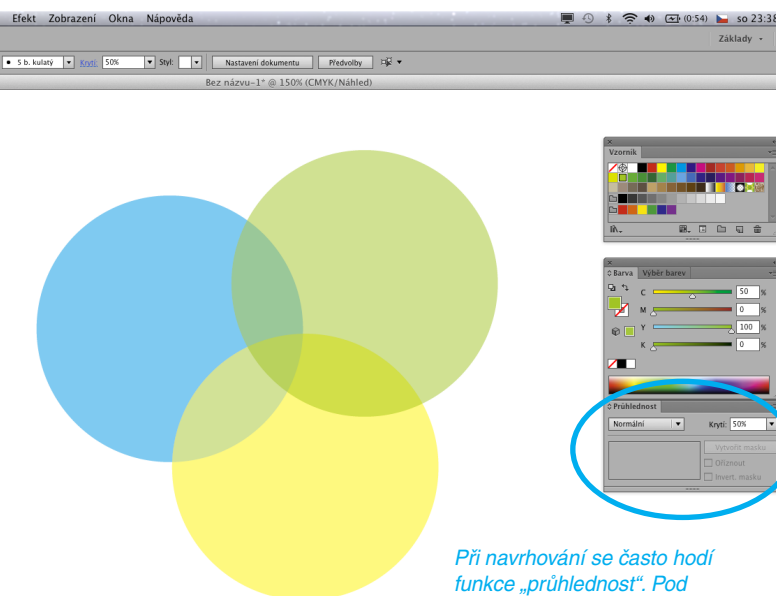 Efekt Zobrazení Okna Nápověda (0:54) so 23:38
Základy
5 b. kulatý Krytí: 50% Styl: Nastavení dokumentu Předvolby
Bez názvu-1* @ 150% (CMYK/Náhled)
Vzorník
Barva Výběr barev
C 50 %
M 0 %
Y 100 %
K 0 %
Průhlednost
Normální Krytí: 50%
Vytvořit masku
Oříznout
Invert. masku
Při navrhování se často hodí
funkce „průhlednost“. Pod